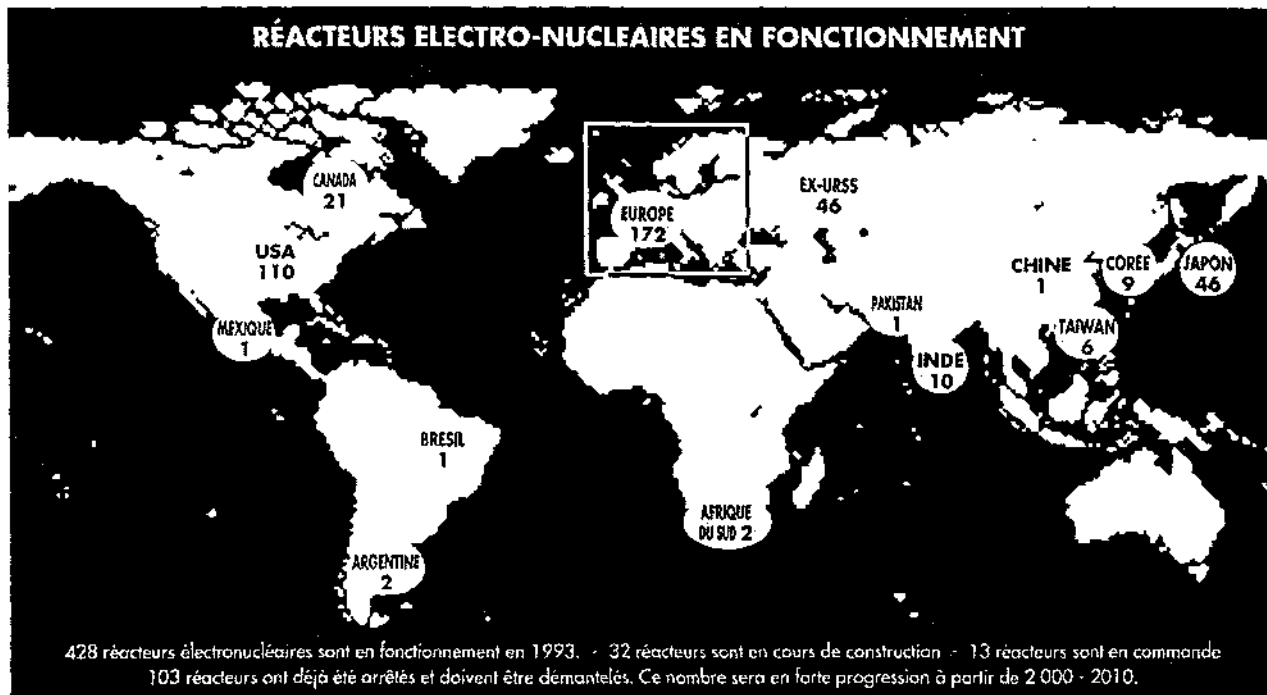 RÉACTEURS ELECTRO-NUCLEAIRES EN FONCTIONNEMENT
CANADA
21
EX-URSS
46
EUROPE
172
USA
110
CHINE
1
CORÉE
9
JAPON
46
PAKISTAN
1
MEXIQUE
1
TAIWAN
6
INDE
10
BRESIL
1
AFRIQUE
DU SUD 2
ARGENTINE
2
428 réacteurs électronucléaires sont en fonctionnement en 1993. - 32 réacteurs sont en cours de construction - 13 réacteurs sont en commande
103 réacteurs ont déjà été arrêtés et doivent être démantelés. Ce nombre sera en forte progression à partir de 2 000 - 2010.